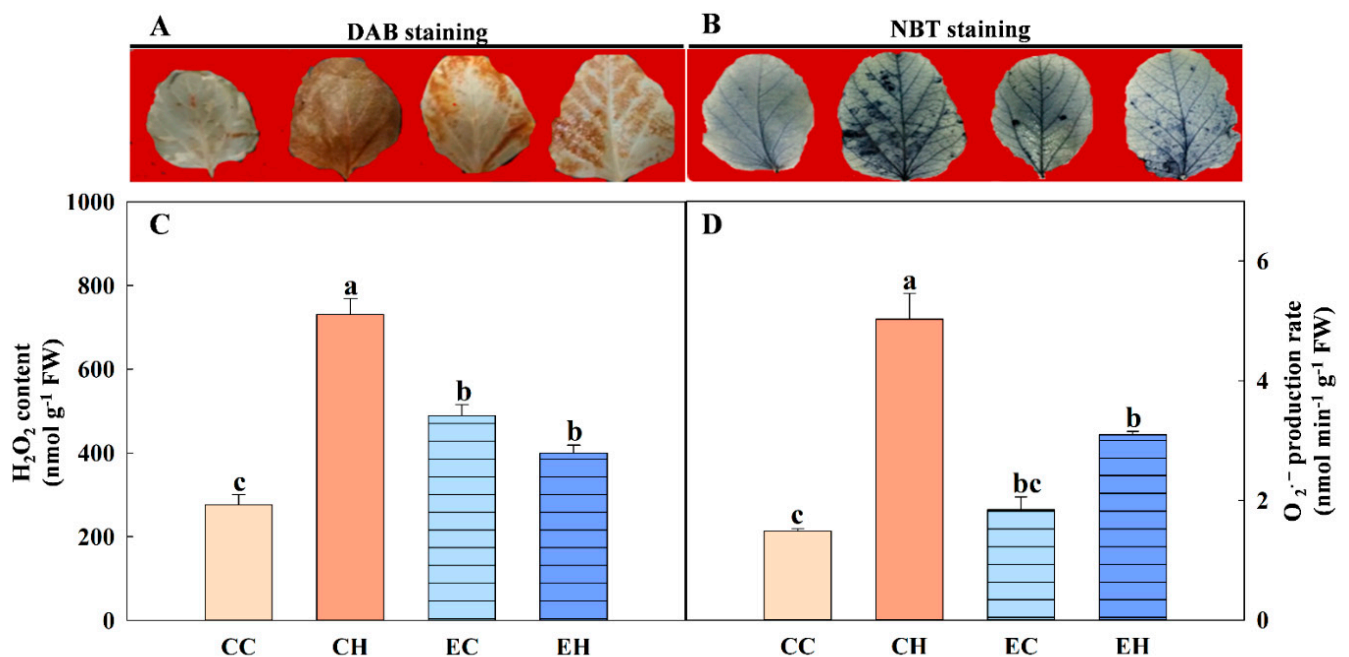 A
DAB staining
B
NBT staining
C
1000
800
600
400
200
0
H₂O₂ content
(nmol g⁻¹ FW)
c
a
b
b
CC
CH
EC
EH
D
c
a
bc
b
CC
CH
EC
EH
6
4
2
0
O₂·⁻ production rate
(nmol min⁻¹ g⁻¹ FW)